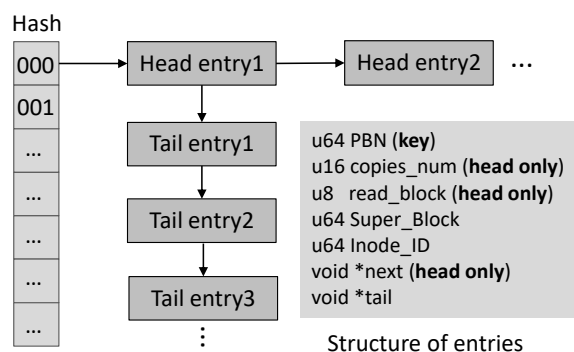 Hash
000
Head entry1
Head entry2
...
001
...
...
...
...
...
Tail entry1
Tail entry2
Tail entry3
⋮
u64 PBN (key)
u16 copies_num (head only)
u8 read_block (head only)
u64 Super_Block
u64 Inode_ID
void *next (head only)
void *tail
Structure of entries